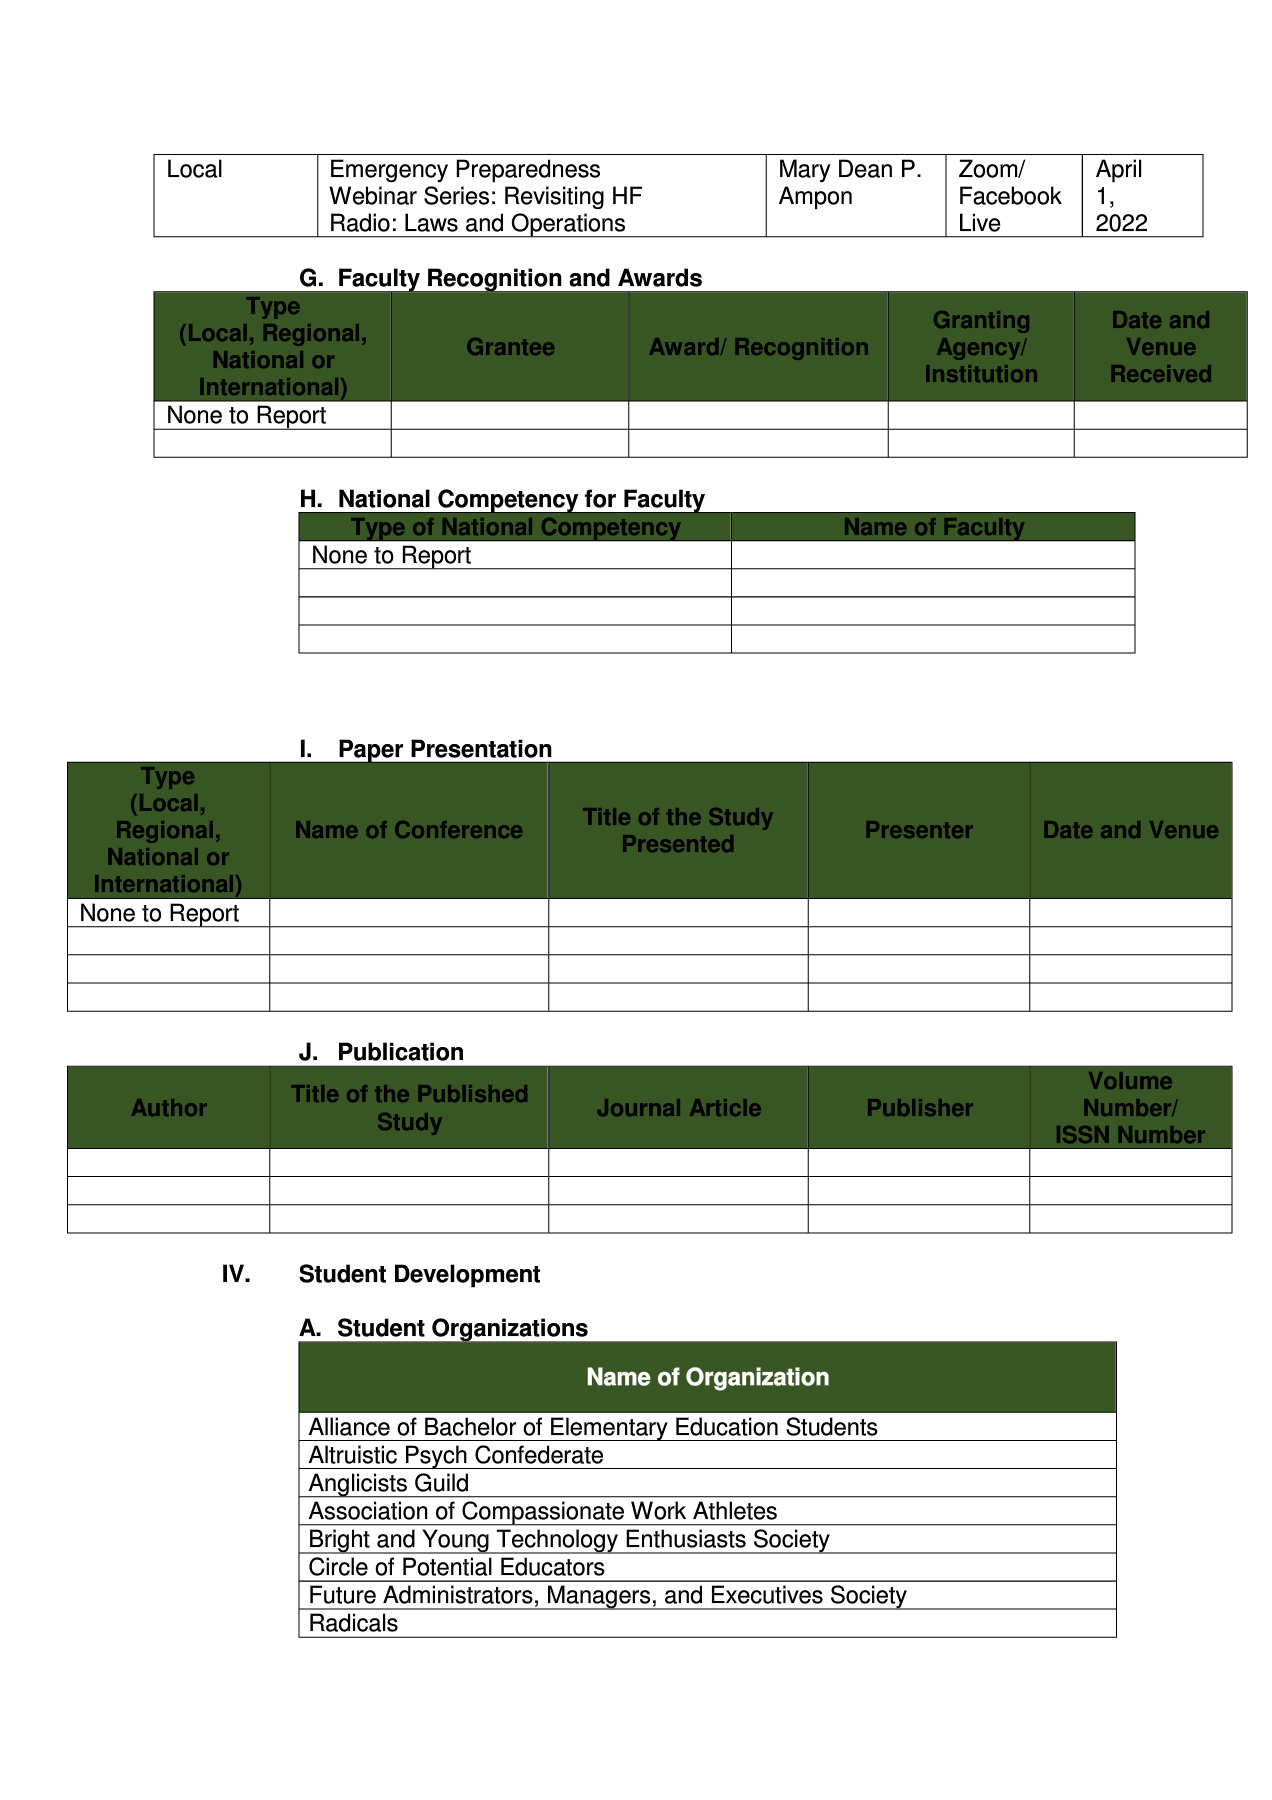 Local
Emergency Preparedness
Webinar Series: Revisiting HF
Radio: Laws and Operations
Mary Dean P.
Ampon
Zoom/
Facebook
Live
April
1,
2022
G. Faculty Recognition and Awards
Type
(Local, Regional,
National or
International)
Grantee
Award/ Recognition
Granting
Agency/
Institution
Date and
Venue
Received
None to Report
H. National Competency for Faculty
Type of National Competency
Name of Faculty
None to Report
I. Paper Presentation
Type
(Local,
Regional,
National or
International)
Name of Conference
Title of the Study
Presented
Presenter
Date and Venue
None to Report
J. Publication
Author
Title of the Published
Study
Journal Article
Publisher
Volume
Number/
ISSN Number
IV. Student Development
A. Student Organizations
Name of Organization
Alliance of Bachelor of Elementary Education Students
Altruistic Psych Confederate
Anglicists Guild
Association of Compassionate Work Athletes
Bright and Young Technology Enthusiasts Society
Circle of Potential Educators
Future Administrators, Managers, and Executives Society
Radicals